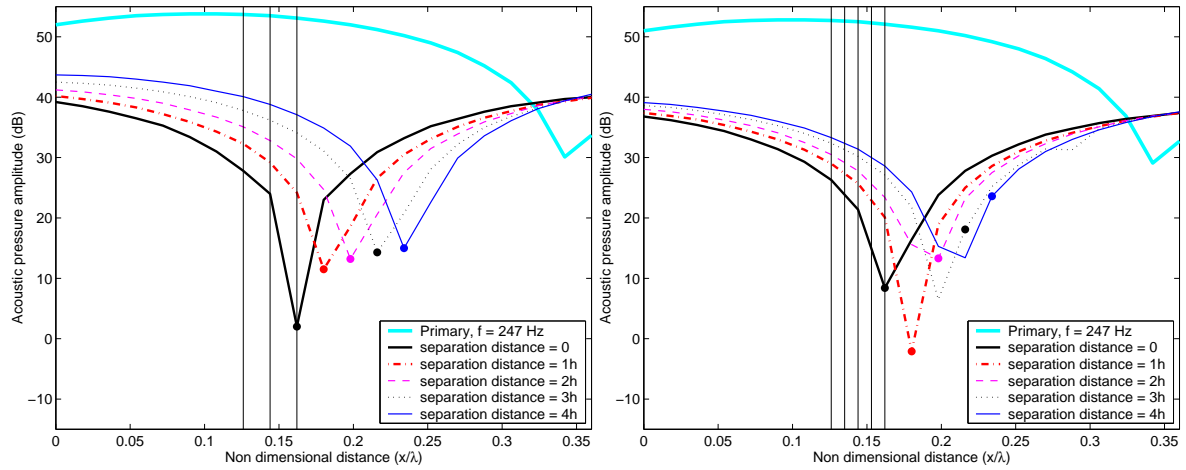 Acoustic pressure amplitude (dB)
50
40
30
20
10
0
−10
0
0.05
0.1
0.15
0.2
0.25
0.3
0.35
Non dimensional distance (x/λ)
Primary, f = 247 Hz
separation distance = 0
separation distance = 1h
separation distance = 2h
separation distance = 3h
separation distance = 4h
Acoustic pressure amplitude (dB)
50
40
30
20
10
0
−10
0
0.05
0.1
0.15
0.2
0.25
0.3
0.35
Non dimensional distance (x/λ)
Primary, f = 247 Hz
separation distance = 0
separation distance = 1h
separation distance = 2h
separation distance = 3h
separation distance = 4h